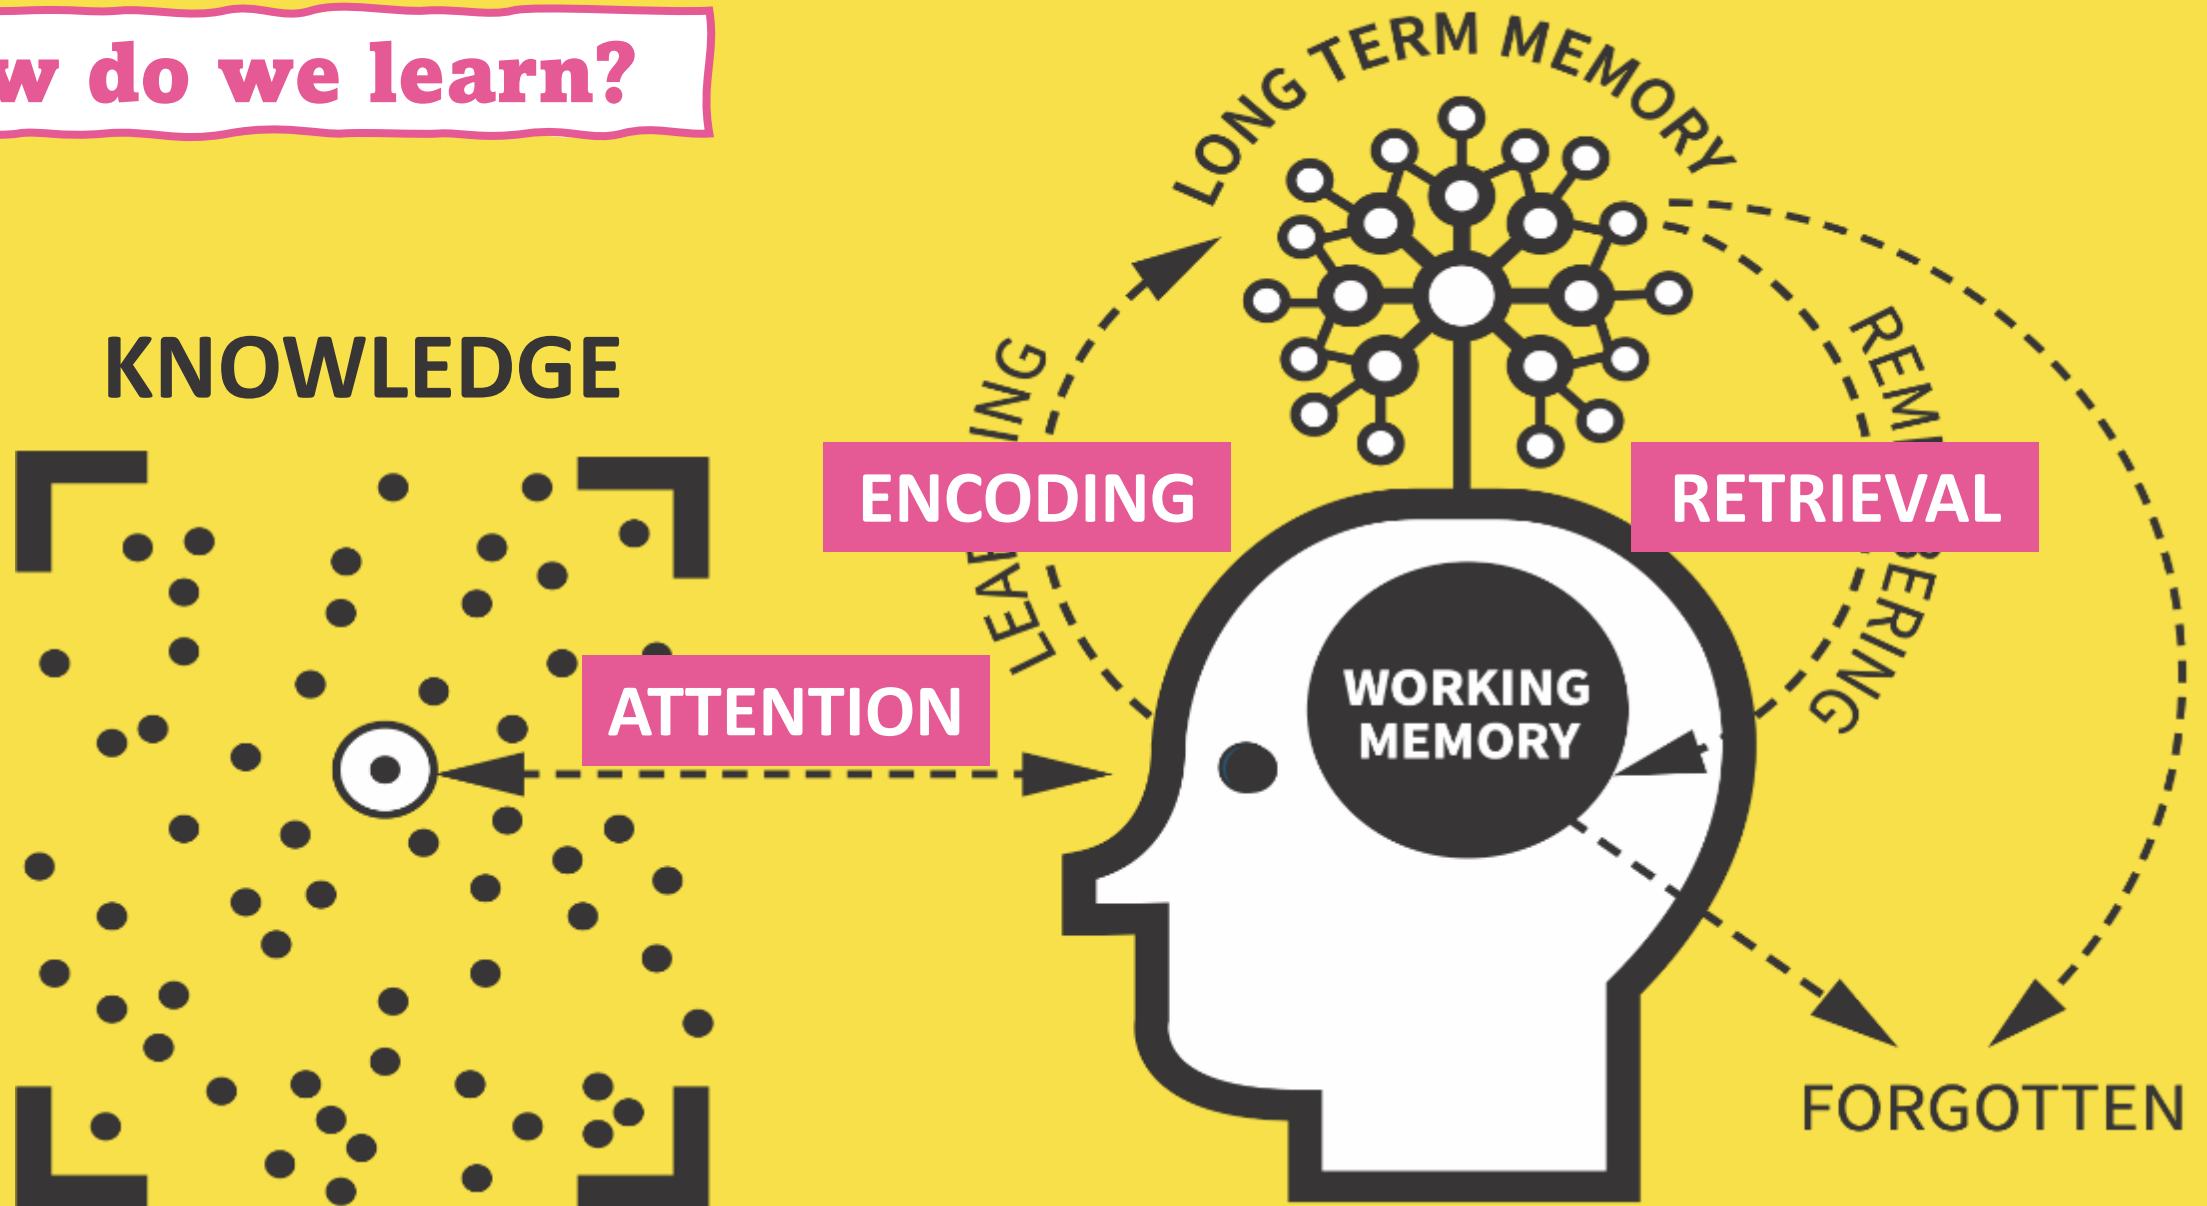 w do we learn?
LONG TERM MEMORY
KNOWLEDGE
ENCODING
RETRIEVAL
ATTENTION
WORKING
MEMORY
FORGOTTEN